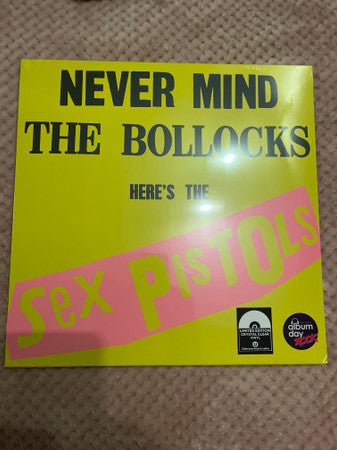 NEVER MIND
THE BOLLOCKS
HERE'S THE
Sex PISTOLS
LIMITED EDITION
CRYSTAL CLEAR
VINYL
album
day